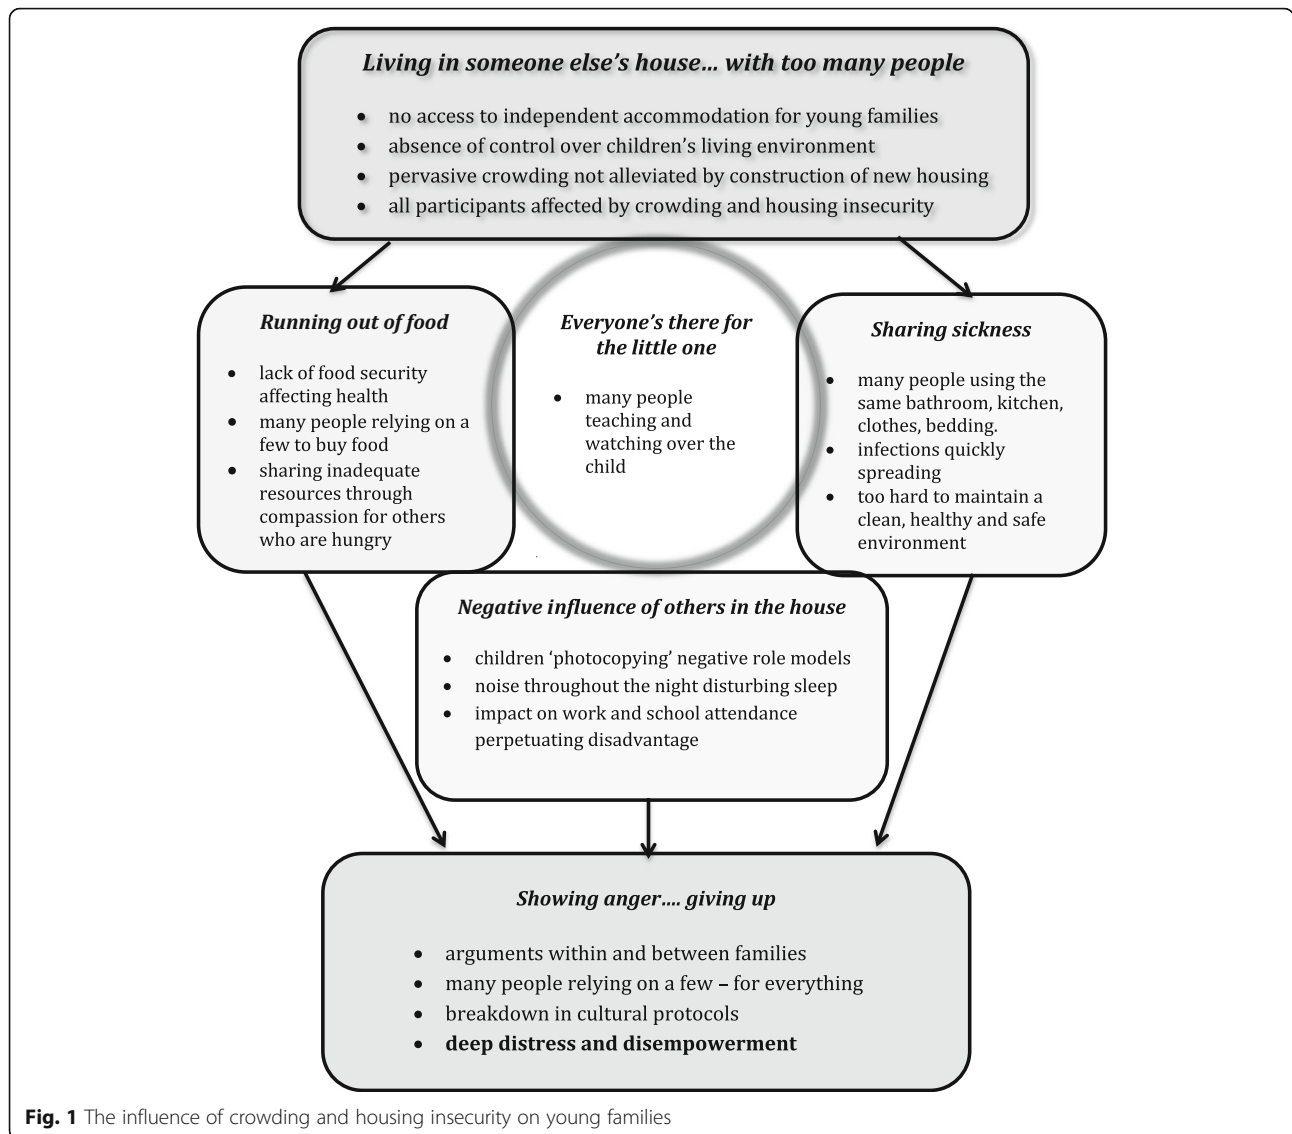 Living in someone else's house... with too many people
• no access to independent accommodation for young families
• absence of control over children's living environment
• pervasive crowding not alleviated by construction of new housing
• all participants affected by crowding and housing insecurity
Running out of food
• lack of food security
affecting health
• many people relying on a
few to buy food
• sharing inadequate
resources through
compassion for others
who are hungry
Everyone's there for
the little one
• many people
teaching and
watching over the
child
Sharing sickness
• many people using the
same bathroom, kitchen,
clothes, bedding.
• infections quickly
spreading
• too hard to maintain a
clean, healthy and safe
environment
Negative influence of others in the house
• children 'photocopying' negative role models
• noise throughout the night disturbing sleep
• impact on work and school attendance
perpetuating disadvantage
Showing anger.... giving up
• arguments within and between families
• many people relying on a few – for everything
• breakdown in cultural protocols
• deep distress and disempowerment
Fig. 1 The influence of crowding and housing insecurity on young families